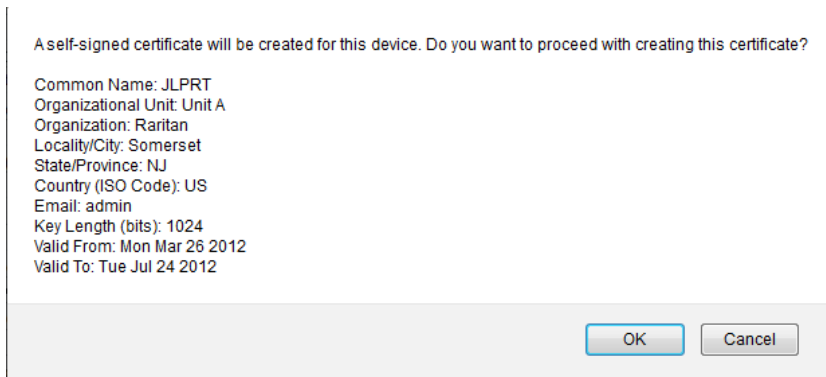 A self-signed certificate will be created for this device. Do you want to proceed with creating this certificate?
Common Name: JLPRT
Organizational Unit: Unit A
Organization: Raritan
Locality/City: Somerset
State/Province: NJ
Country (ISO Code): US
Email: admin
Key Length (bits): 1024
Valid From: Mon Mar 26 2012
Valid To: Tue Jul 24 2012
OK Cancel